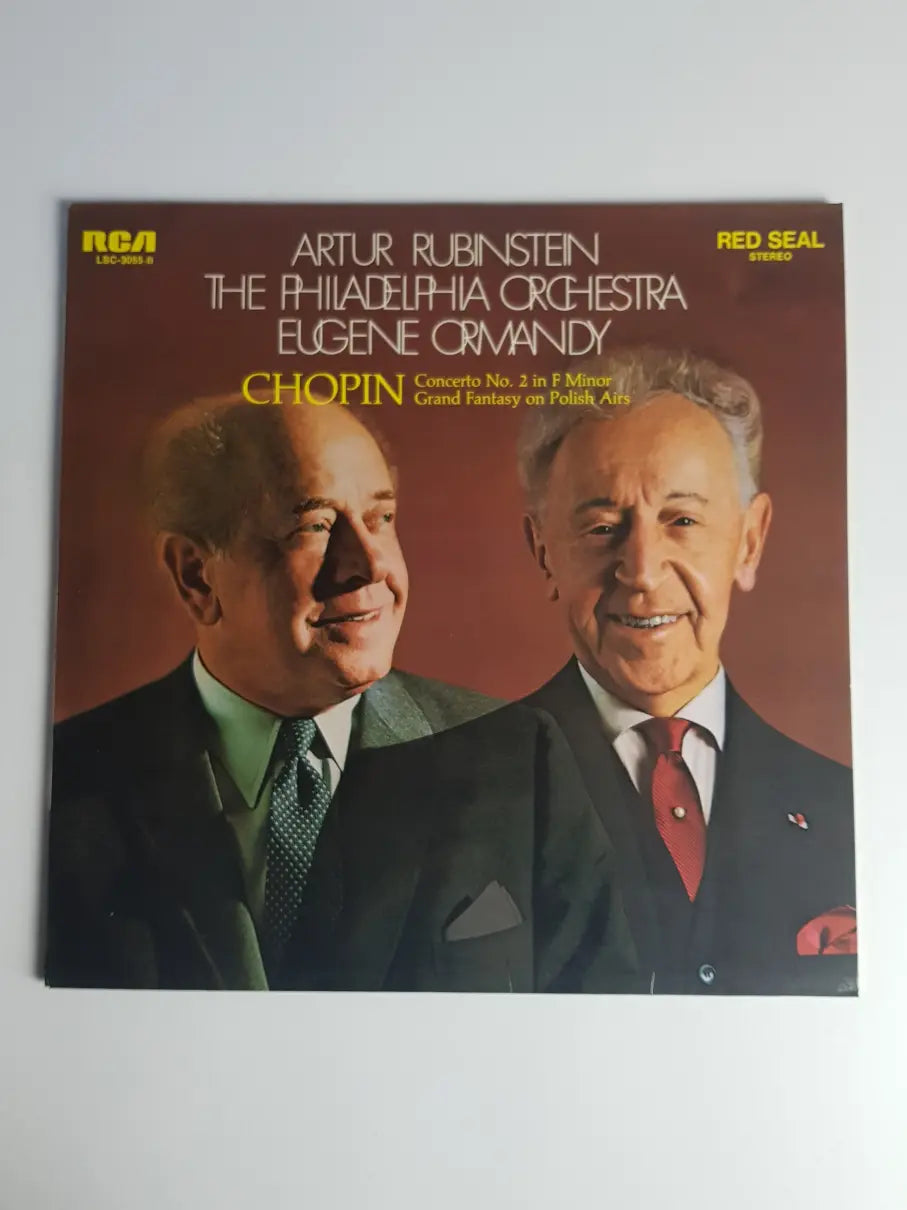 RCA
LSC-3055-B
RED SEAL
STEREO
ARTUR RUBINSTEIN
THE PHILADELPHIA ORCHESTRA
EUGENE ORMANDY
CHOPIN Concerto No. 2 in F Minor
Grand Fantasy on Polish Airs